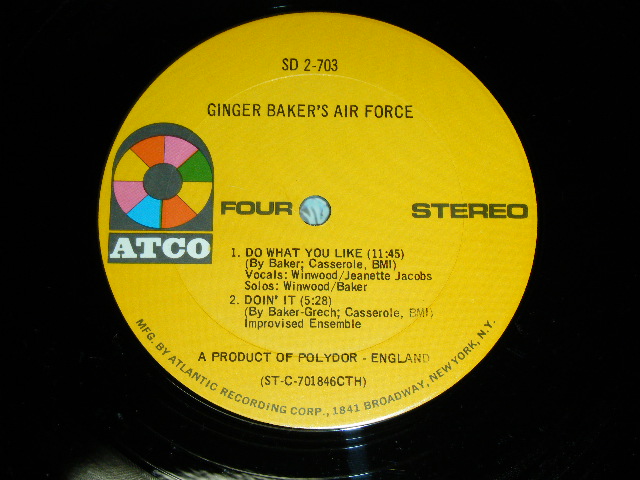 SD 2-703
GINGER BAKER'S AIR FORCE
ATCO
FOUR
STEREO
1. DO WHAT YOU LIKE (11:45)
(By Baker; Casserole, BMI)
Vocals: Winwood/Jeanette Jacobs
Solos: Winwood/Baker
2. DOIN' IT (5:28)
(By Baker-Grech; Casserole, BMI)
Improvised Ensemble
A PRODUCT OF POLYDOR - ENGLAND
(ST-C-701846CTH)
MFG. BY ATLANTIC RECORDING CORP., 1841 BROADWAY, NEW YORK, N.Y.